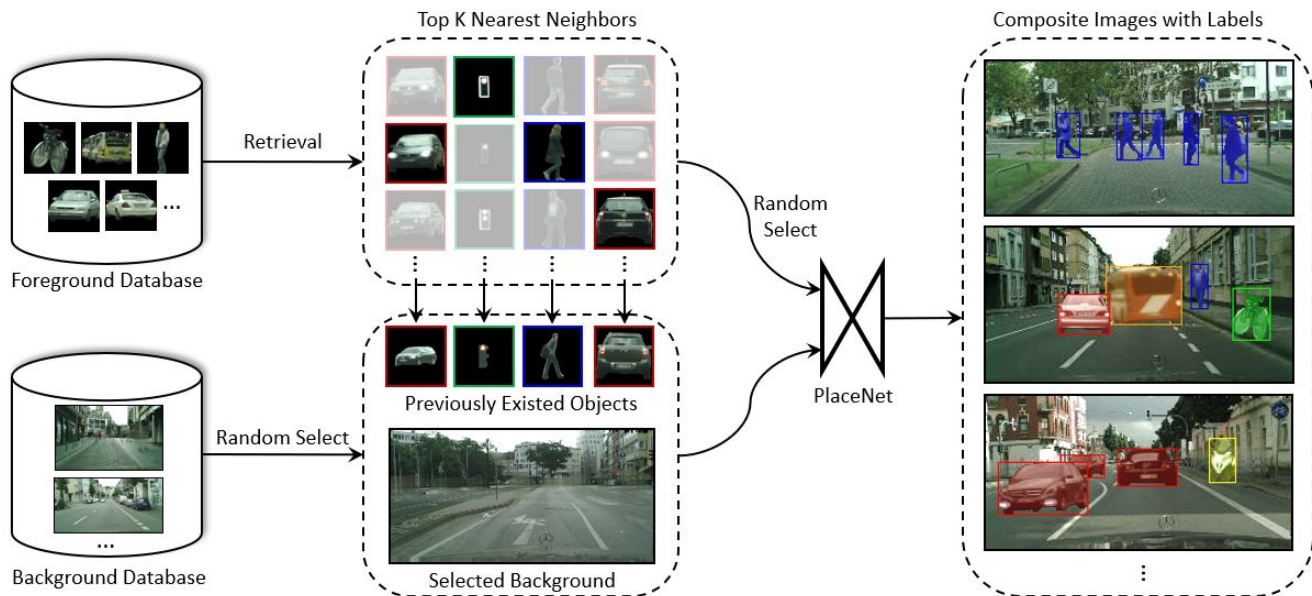 Top K Nearest Neighbors
Composite Images with Labels
Retrieval
...
Foreground Database
Random
Select
Previously Existed Objects
PlaceNet
Random Select
...
Background Database
Selected Background